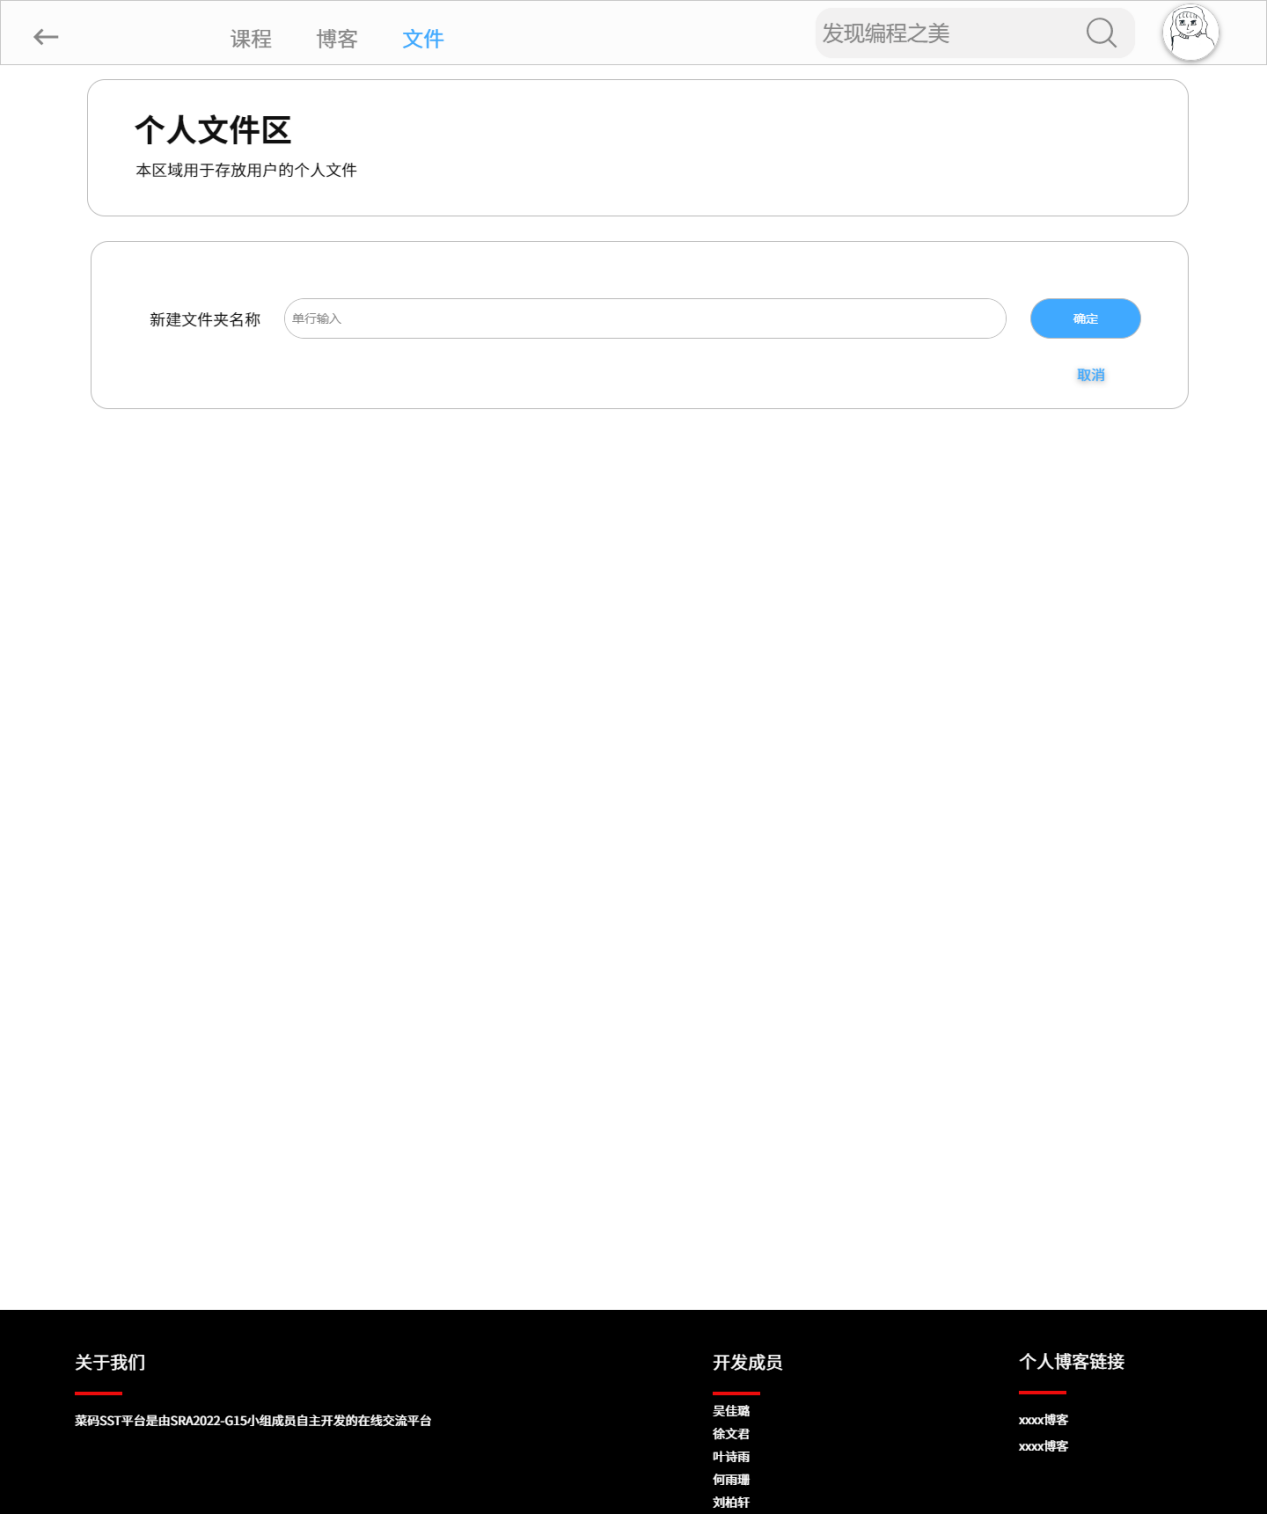 课程 博客 文件 发现编程之美
个人文件区
本区域用于存放用户的个人文件
新建文件夹名称 单行输入 确定
取消
关于我们
菜码SST平台是由SRA2022-G15小组成员自主开发的在线交流平台
开发成员
吴佳璐
徐文君
叶诗雨
何雨珊
刘柏轩
个人博客链接
xxxx博客
xxxx博客